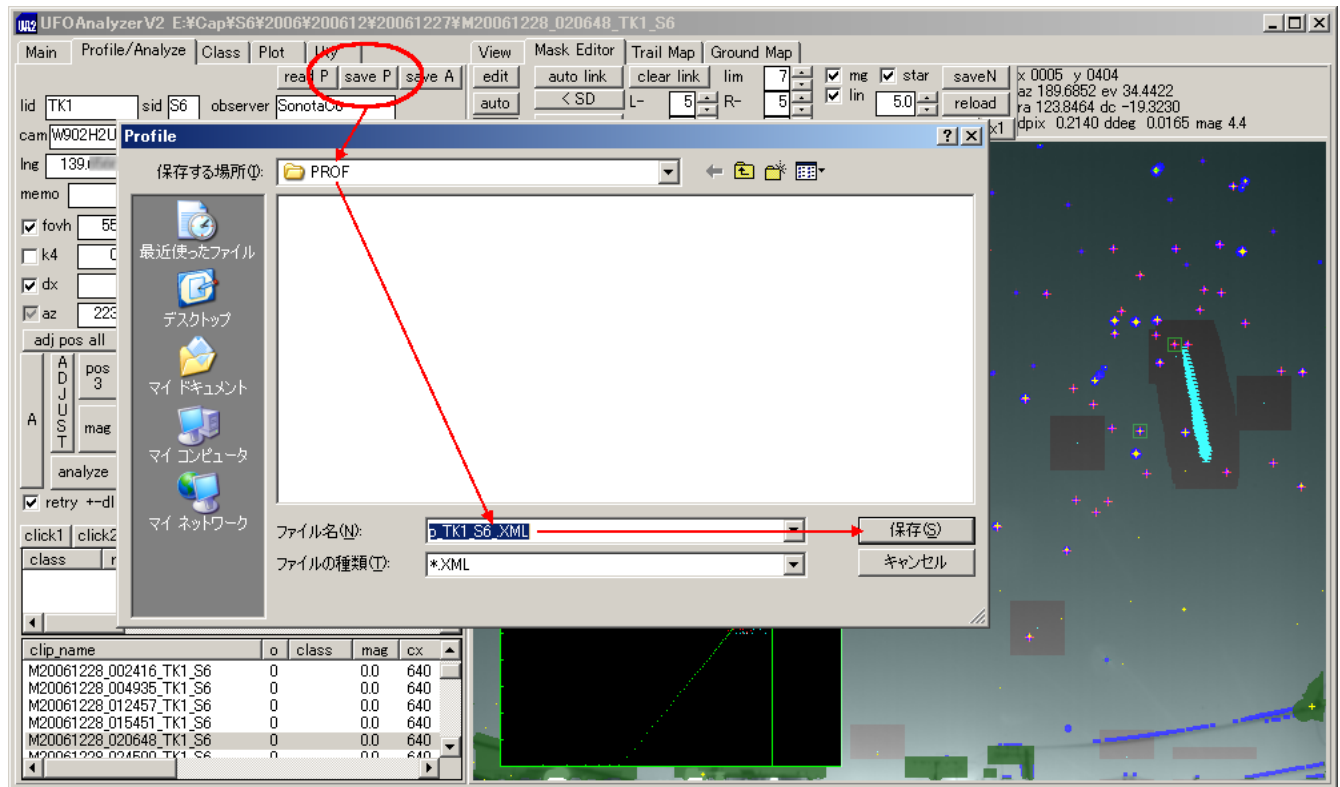 UA2 UFOAnalyzerV2 E:¥Cap¥S6¥2006¥200612¥20061227¥M20061228_020648_TK1_S6
Main Profile/Analyze Class Plot View Mask Editor Trail Map Ground Map
read P save P save A edit auto link clear link lim 7 mg star saveN x 0005 y 0404
az 189.6852 ev 34.4422
lid TK1 sid S6 observer SonotaCo auto < SD L- 5 R- 5 lin 5.0 reload ra 123.8464 dc -19.3230
cam W902H2U x1 dpix 0.2140 ddeg 0.0165 mag 4.4
Profile
lng 139.
保存する場所(I): PROF
memo
fovh 55
k4
dx
az 223
adj pos all
最近使ったファイル
デスクトップ
マイ ドキュメント
マイ コンピュータ
マイ ネットワーク
A
ADJUST
pos 3
mag
analyze
retry +-dl
click1 click2
class
ファイル名(N): p_TK1_S6_.XML 保存(S)
ファイルの種類(T): *.XML キャンセル
clip_name o class mag cx
M20061228_002416_TK1_S6 0 0.0 640
M20061228_004935_TK1_S6 0 0.0 640
M20061228_012457_TK1_S6 0 0.0 640
M20061228_015451_TK1_S6 0 0.0 640
M20061228_020648_TK1_S6 0 0.0 640